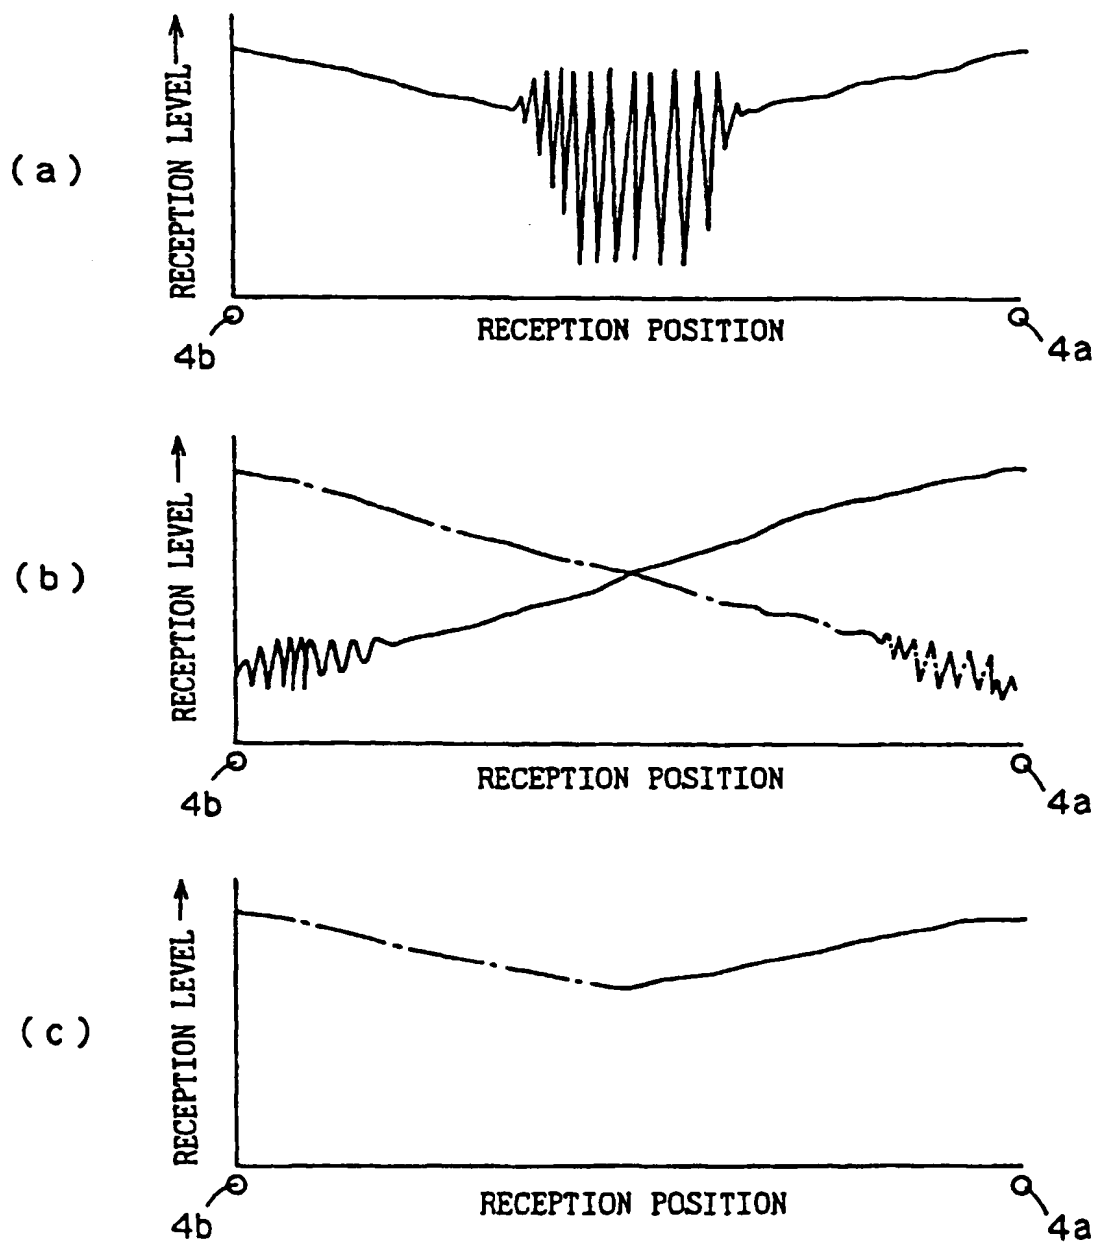 (a)
RECEPTION LEVEL→
RECEPTION POSITION
4b
4a
(b)
RECEPTION LEVEL→
RECEPTION POSITION
4b
4a
(c)
RECEPTION LEVEL→
RECEPTION POSITION
4b
4a